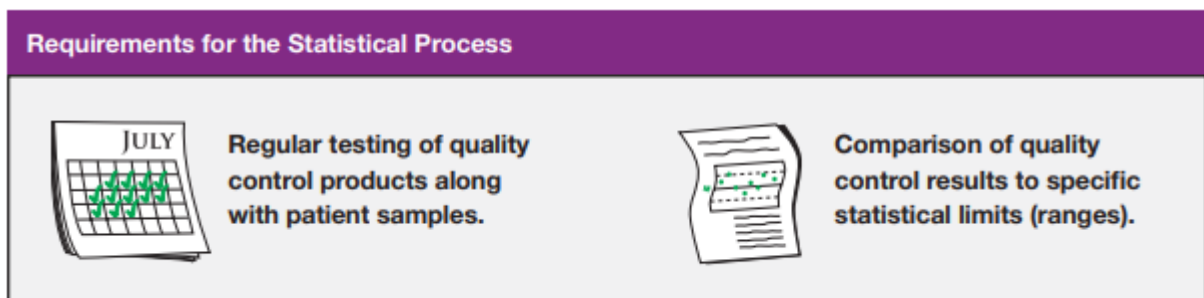 Requirements for the Statistical Process
JULY
Regular testing of quality
control products along
with patient samples.
Comparison of quality
control results to specific
statistical limits (ranges).